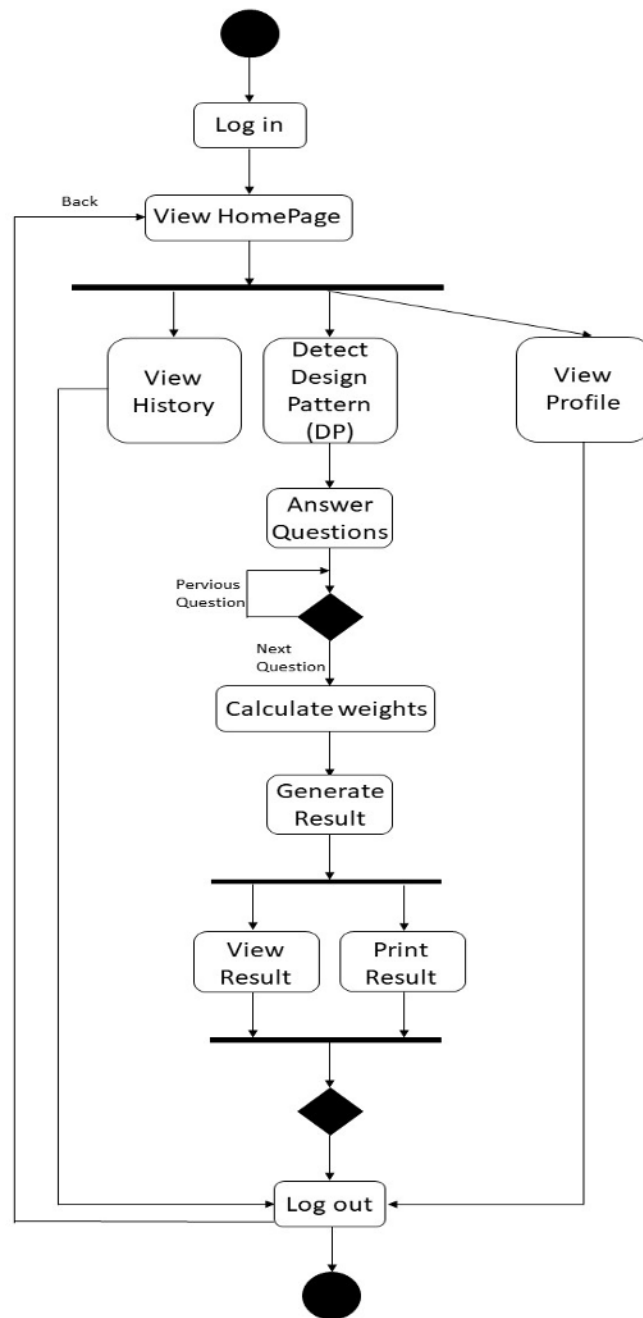 Log in
Back
View HomePage
View
History
Detect
Design
Pattern
(DP)
View
Profile
Answer
Questions
Pervious
Question
Next
Question
Calculate weights
Generate
Result
View
Result
Print
Result
Log out